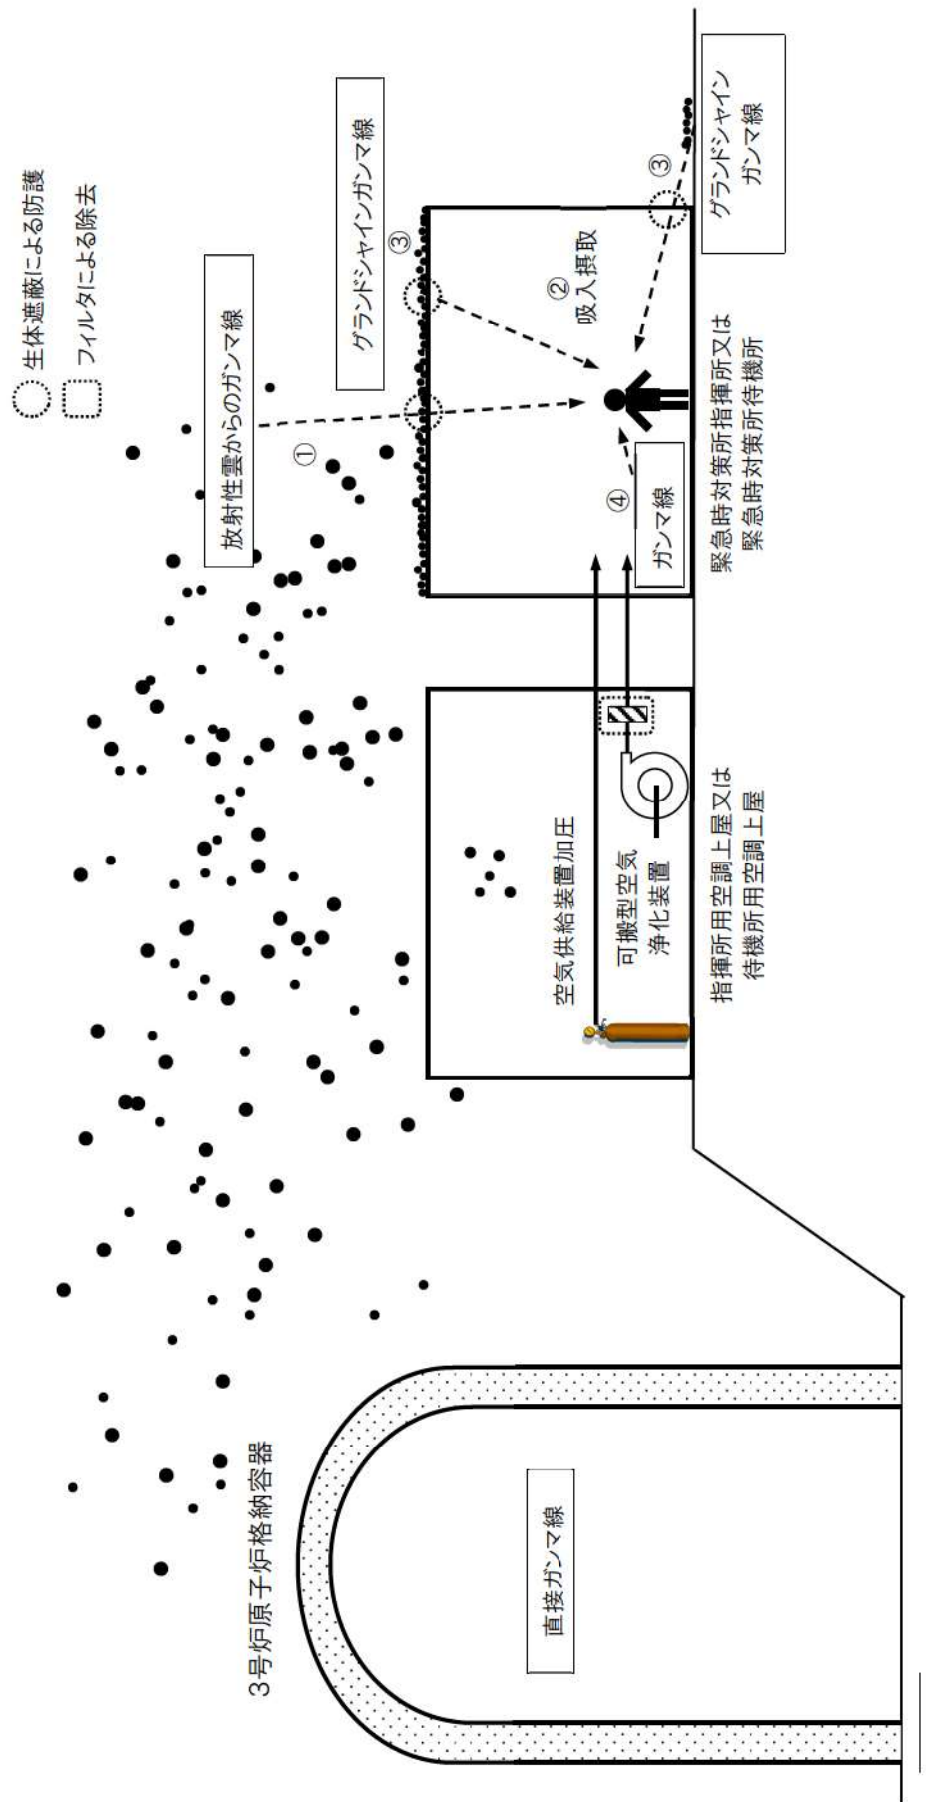 生体遮蔽による防護
フィルタによる除去
放射性雲からのガンマ線
①
グランドシャインガンマ線
③
②
吸入摂取
③
グランドシャイン
ガンマ線
④
ガンマ線
緊急時対策所指揮所又は
緊急時対策所待機所
空気供給装置加圧
可搬型空気
浄化装置
指揮所用空調上屋又は
待機所用空調上屋
3号炉原子炉格納容器
直接ガンマ線